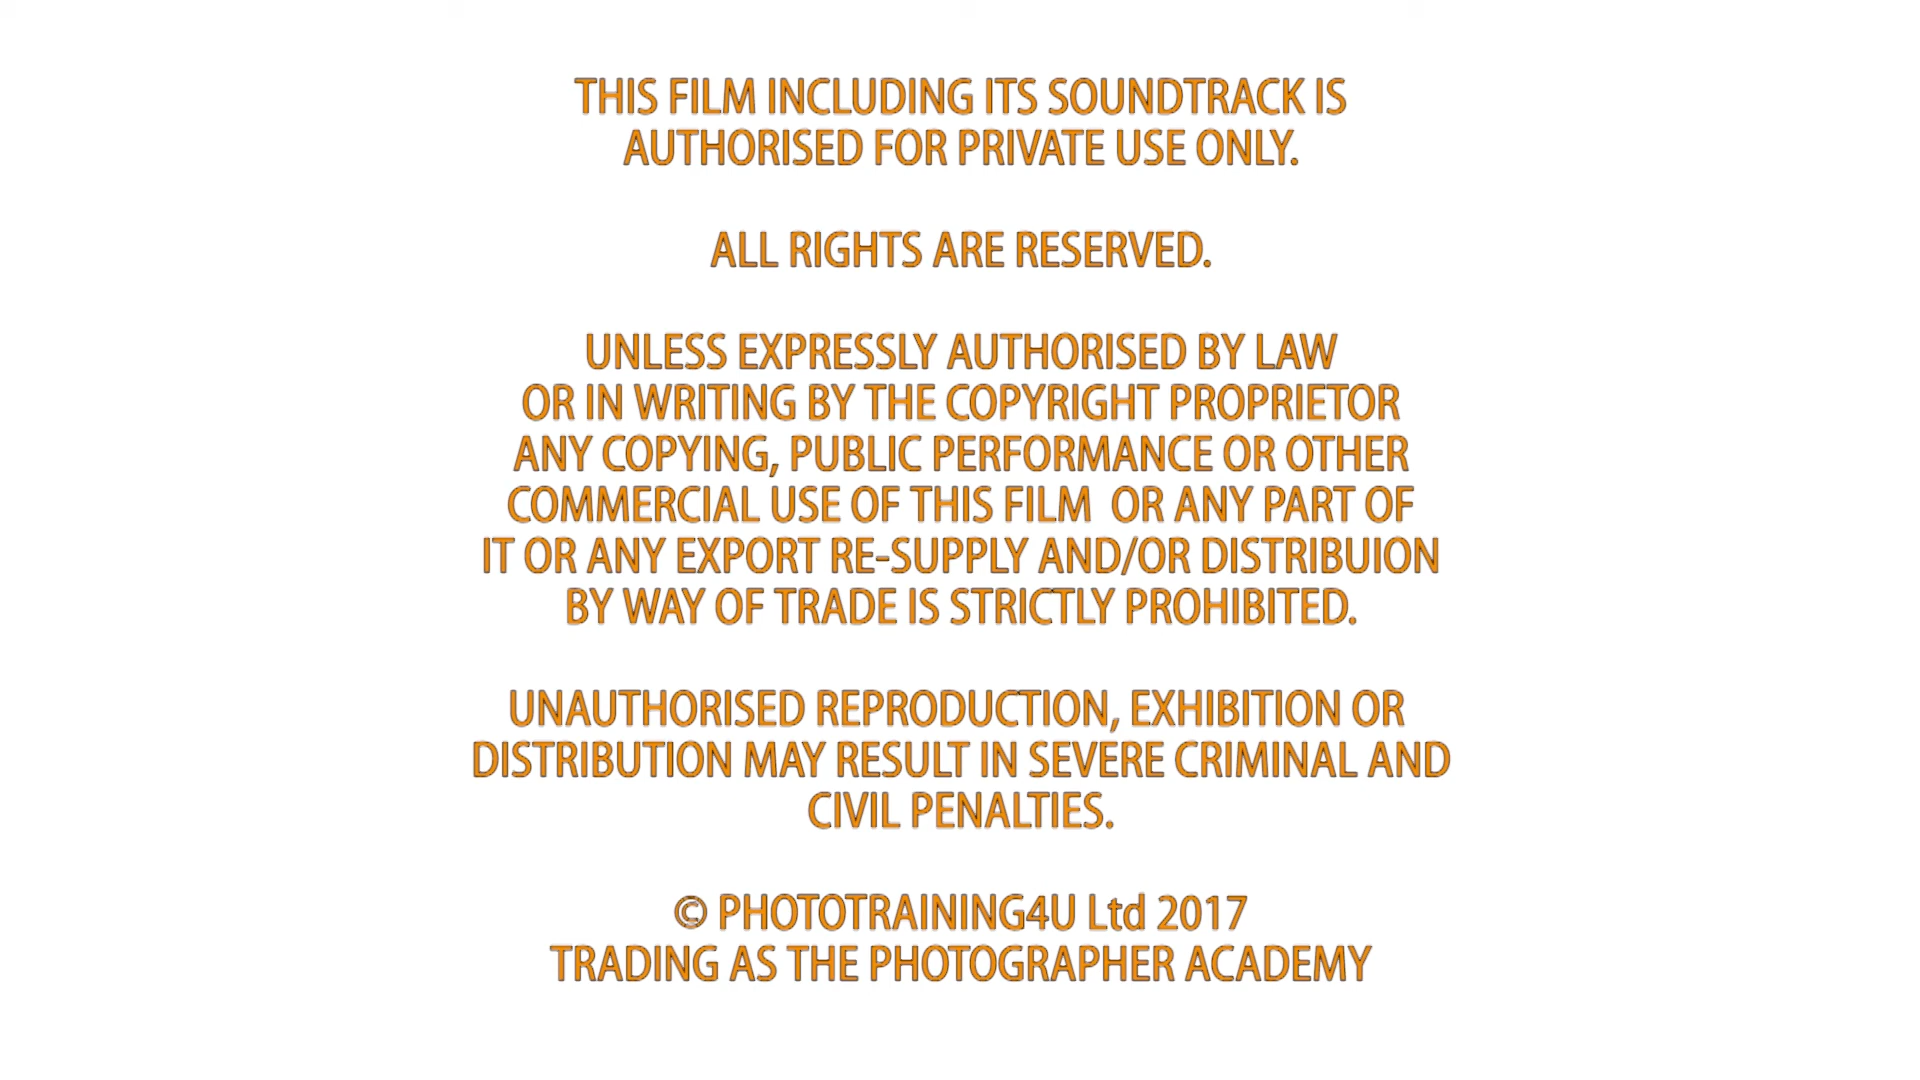 THIS FILM INCLUDING ITS SOUNDTRACK IS
AUTHORISED FOR PRIVATE USE ONLY.
ALL RIGHTS ARE RESERVED.
UNLESS EXPRESSLY AUTHORISED BY LAW
OR IN WRITING BY THE COPYRIGHT PROPRIETOR
ANY COPYING, PUBLIC PERFORMANCE OR OTHER
COMMERCIAL USE OF THIS FILM  OR ANY PART OF
IT OR ANY EXPORT RE-SUPPLY AND/OR DISTRIBUION
BY WAY OF TRADE IS STRICTLY PROHIBITED.
UNAUTHORISED REPRODUCTION, EXHIBITION OR
DISTRIBUTION MAY RESULT IN SEVERE CRIMINAL AND
CIVIL PENALTIES.
© PHOTOTRAINING4U Ltd 2017
TRADING AS THE PHOTOGRAPHER ACADEMY